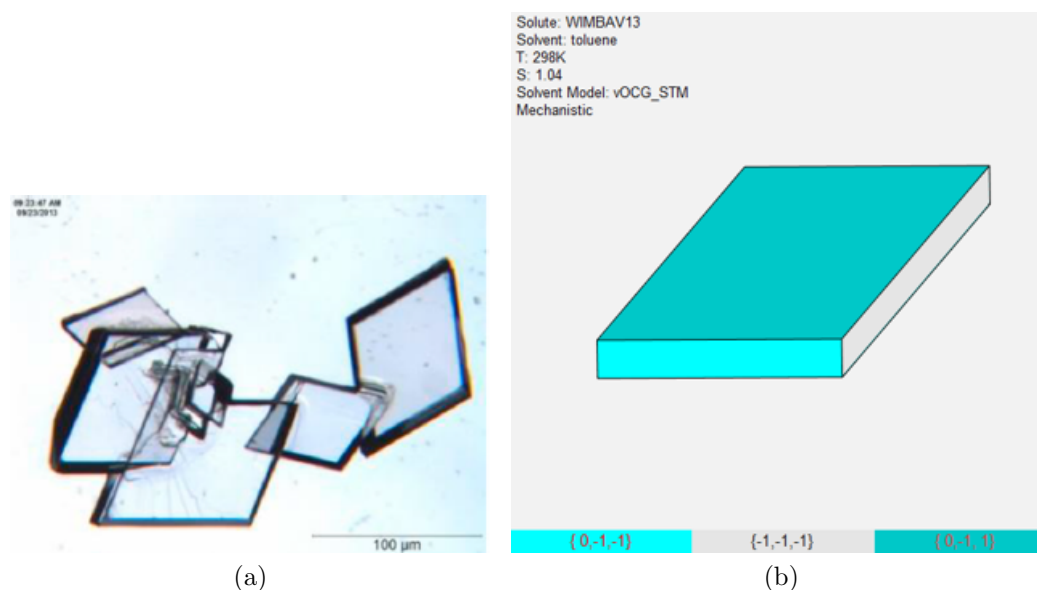 Solute: WIMBAV13
Solvent: toluene
T: 298K
S: 1.04
Solvent Model: vOCG_STM
Mechanistic
09:23:47 AM
09/23/2013
100 µm
{ 0,-1,-1}
{-1,-1,-1}
{ 0,-1, 1}
(a)
(b)